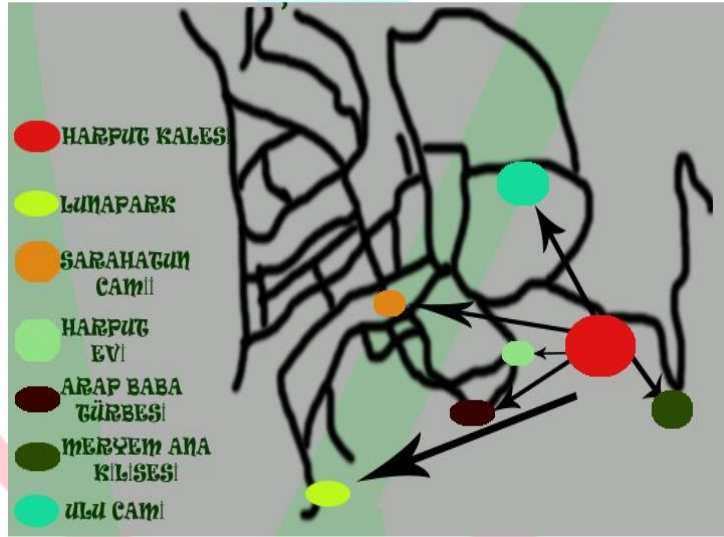 HARPUT KALESİ
LUNAPARK
SARAHATUN
CAMİİ
HARPUT
EVİ
ARAP BABA
TÜRBESİ
MERYEM ANA
KİLİSESİ
ULU CAMİ